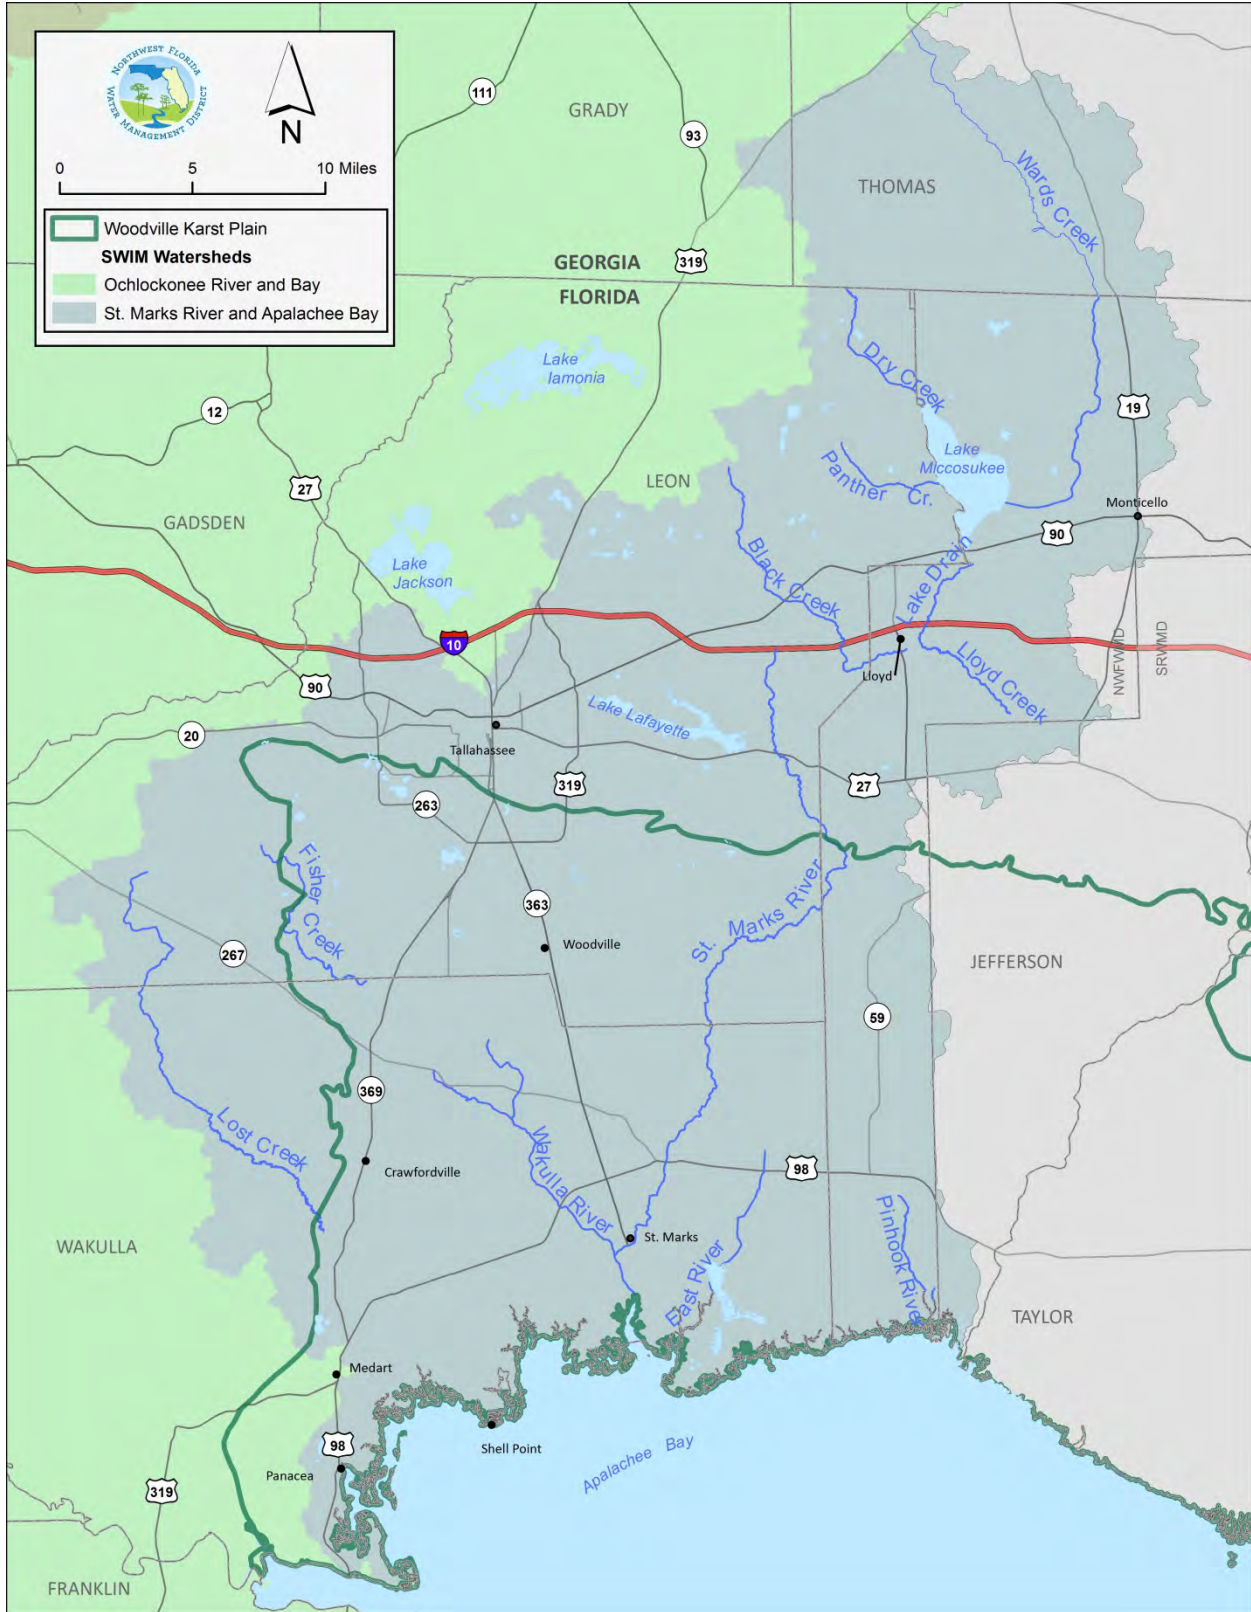 NORTHWEST FLORIDA
WATER MANAGEMENT DISTRICT
N
0 5 10 Miles
Woodville Karst Plain
SWIM Watersheds
Ochlockonee River and Bay
St. Marks River and Apalachee Bay
111
GRADY
93
THOMAS
Wards Creek
GEORGIA
319
FLORIDA
Lake
Iamonia
Dry Creek
12
19
Lake
Miccosukee
LEON
27
Panther Cr.
Monticello
GADSDEN
90
Black Creek
Lake Drain
Lake
Jackson
10
Lloyd
Lloyd Creek
NWFWMD
SRWMD
90
Lake Lafayette
20
Tallahassee
319
27
263
Fisher Creek
363
St. Marks River
Woodville
267
JEFFERSON
59
369
Lost Creek
Wakulla River
Crawfordville
98
Pinhook River
WAKULLA
St. Marks
East River
TAYLOR
Medart
Shell Point
98
Apalachee Bay
Panacea
319
FRANKLIN